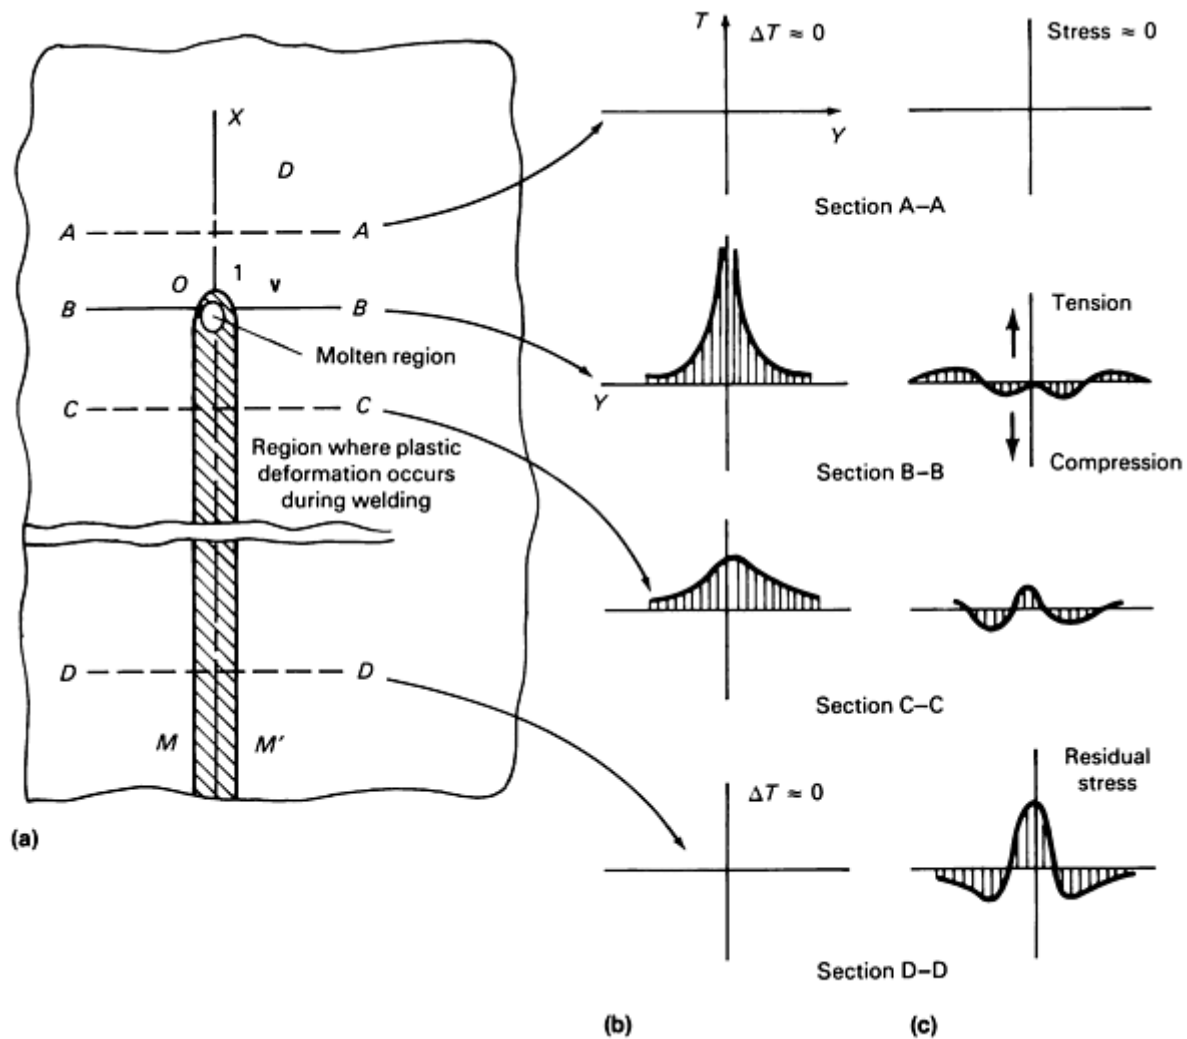 X
D
A
A
O
1
v
B
B
Molten region
C
C
Region where plastic
deformation occurs
during welding
D
D
M
M'
(a)
T
ΔT ≈ 0
Y
Stress ≈ 0
Section A–A
Y
Tension
Compression
Section B–B
Section C–C
ΔT ≈ 0
Residual
stress
Section D–D
(b)
(c)